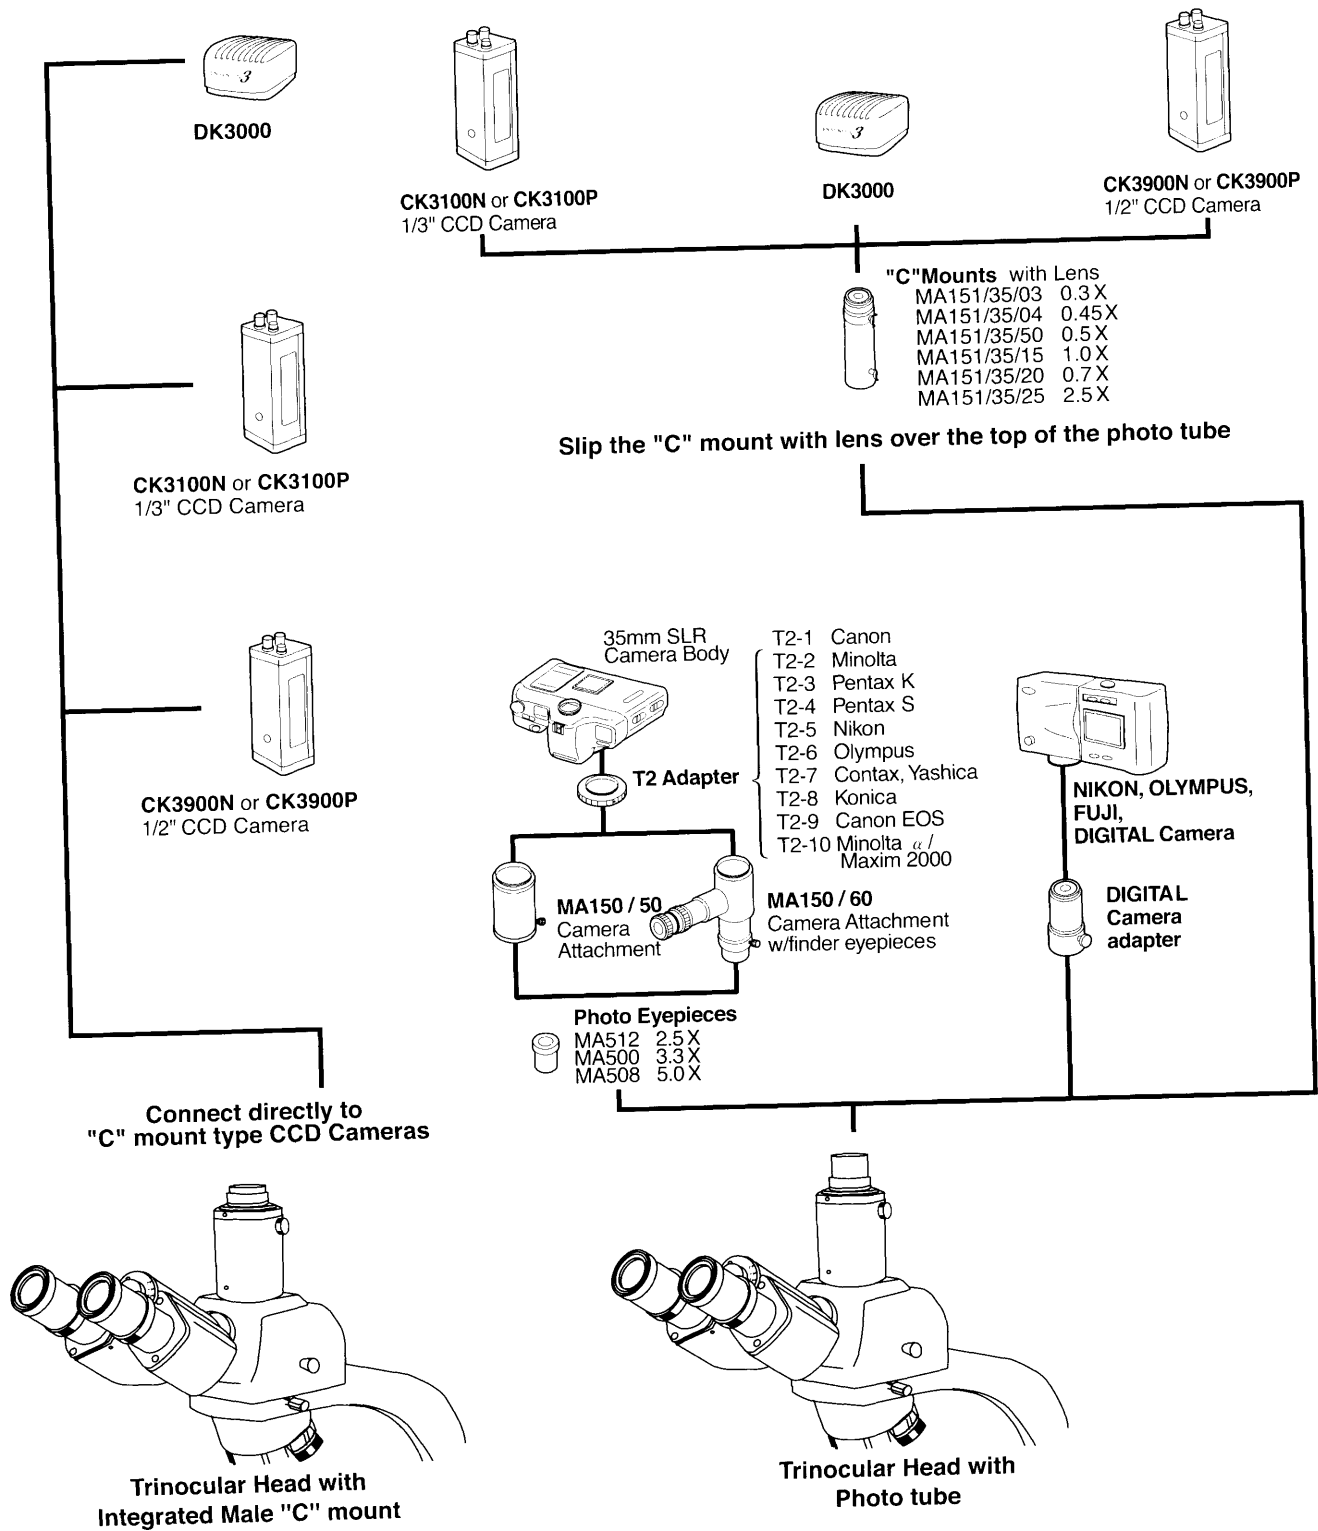 DK3000
CK3100N or CK3100P
1/3" CCD Camera
DK3000
CK3900N or CK3900P
1/2" CCD Camera
"C"Mounts with Lens
MA151/35/03 0.3X
MA151/35/04 0.45X
MA151/35/50 0.5X
MA151/35/15 1.0X
MA151/35/20 0.7X
MA151/35/25 2.5X
Slip the "C" mount with lens over the top of the photo tube
CK3100N or CK3100P
1/3" CCD Camera
CK3900N or CK3900P
1/2" CCD Camera
35mm SLR
Camera Body
T2 Adapter
T2-1 Canon
T2-2 Minolta
T2-3 Pentax K
T2-4 Pentax S
T2-5 Nikon
T2-6 Olympus
T2-7 Contax, Yashica
T2-8 Konica
T2-9 Canon EOS
T2-10 Minolta α /
Maxim 2000
NIKON, OLYMPUS,
FUJI,
DIGITAL Camera
MA150 / 50
Camera
Attachment
MA150 / 60
Camera Attachment
w/finder eyepieces
DIGITAL
Camera
adapter
Photo Eyepieces
MA512 2.5X
MA500 3.3X
MA508 5.0X
Connect directly to
"C" mount type CCD Cameras
Trinocular Head with
Integrated Male "C" mount
Trinocular Head with
Photo tube